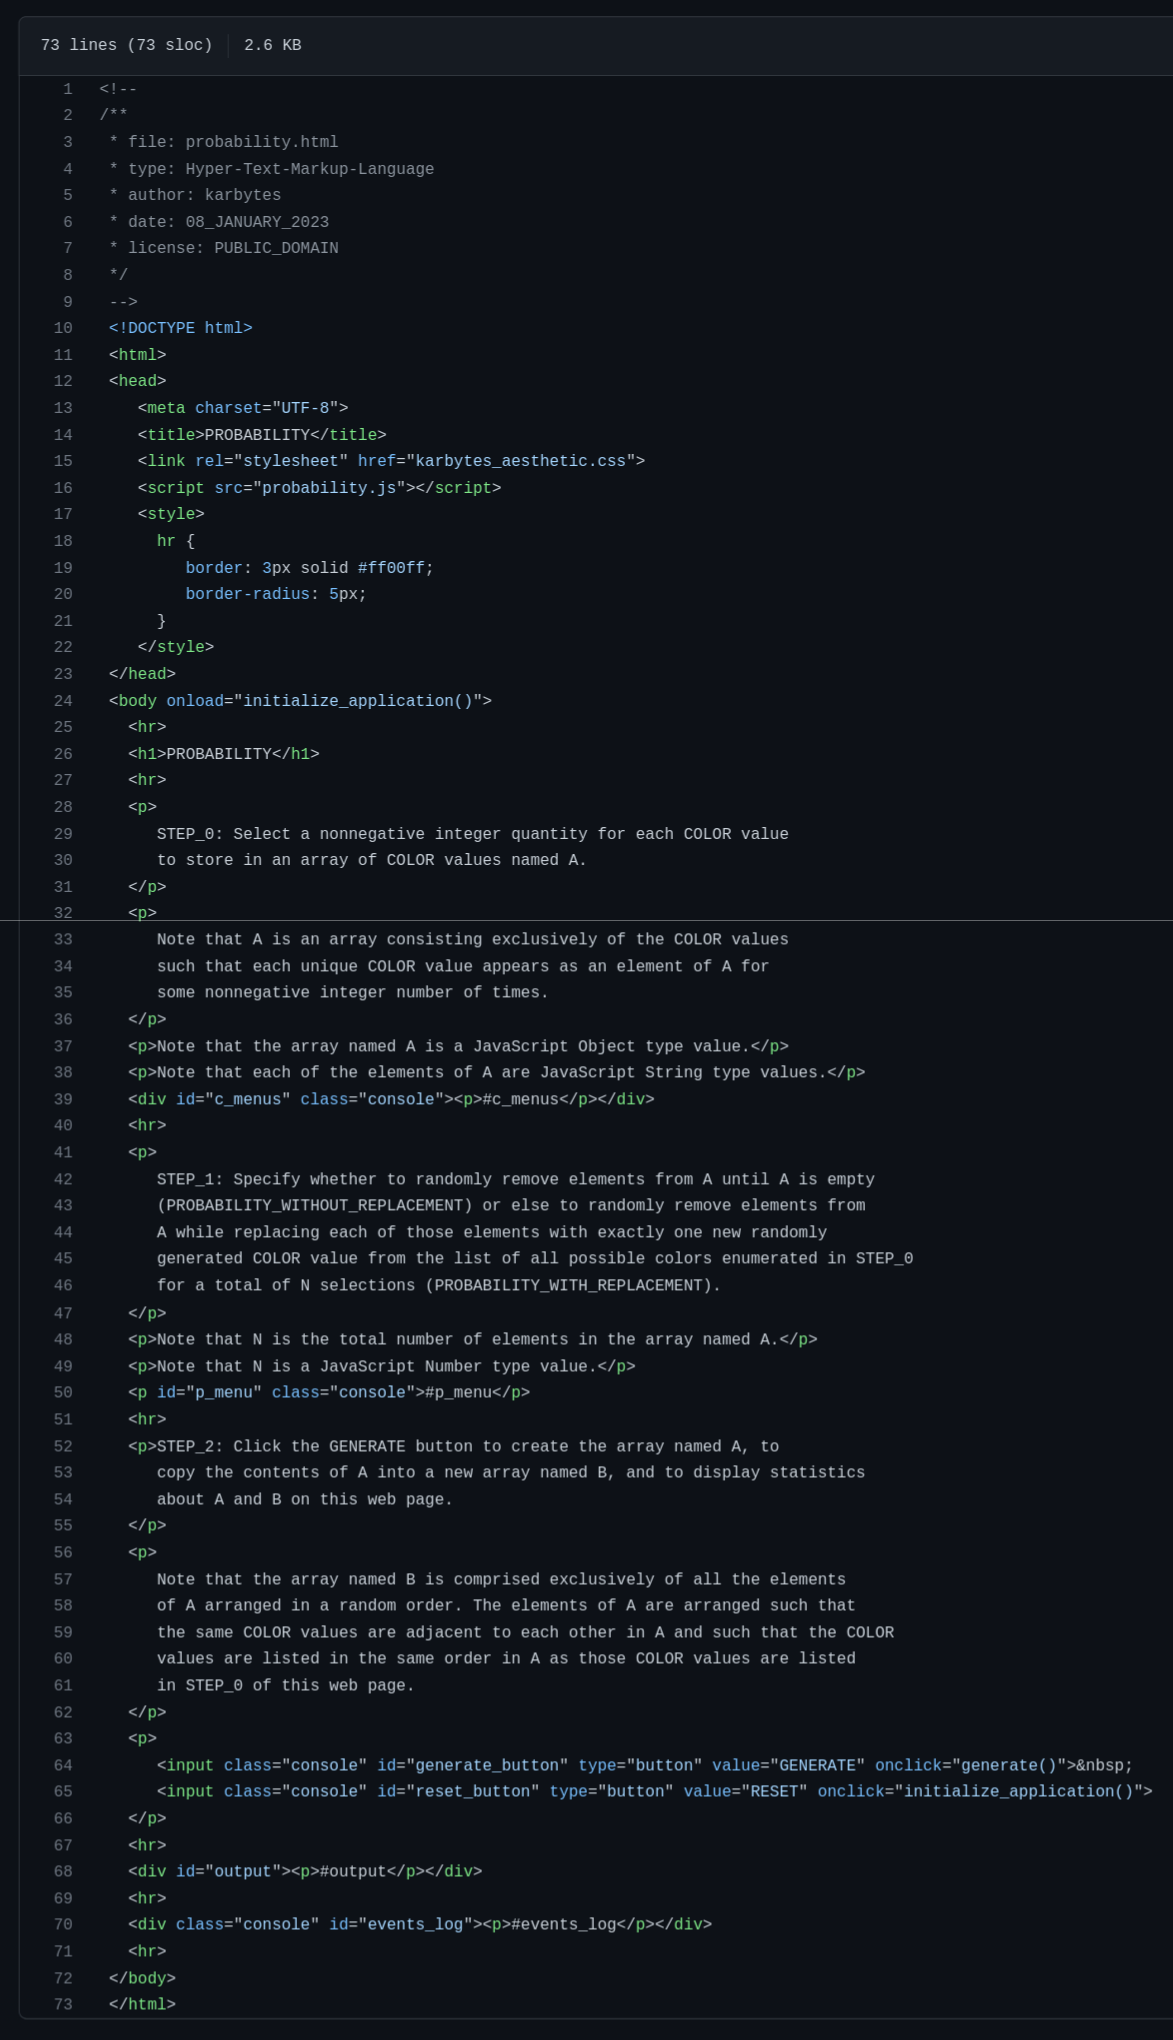 73 lines (73 sloc) 2.6 KB
1 <!--
2 /**
3  * file: probability.html
4  * type: Hyper-Text-Markup-Language
5  * author: karbytes
6  * date: 08_JANUARY_2023
7  * license: PUBLIC_DOMAIN
8  */
9  -->
10  <!DOCTYPE html>
11  <html>
12  <head>
13     <meta charset="UTF-8">
14     <title>PROBABILITY</title>
15     <link rel="stylesheet" href="karbytes_aesthetic.css">
16     <script src="probability.js"></script>
17     <style>
18       hr {
19          border: 3px solid #ff00ff;
20          border-radius: 5px;
21       }
22     </style>
23  </head>
24  <body onload="initialize_application()">
25    <hr>
26    <h1>PROBABILITY</h1>
27    <hr>
28    <p>
29       STEP_0: Select a nonnegative integer quantity for each COLOR value
30       to store in an array of COLOR values named A.
31    </p>
32    <p>
33       Note that A is an array consisting exclusively of the COLOR values
34       such that each unique COLOR value appears as an element of A for
35       some nonnegative integer number of times.
36    </p>
37    <p>Note that the array named A is a JavaScript Object type value.</p>
38    <p>Note that each of the elements of A are JavaScript String type values.</p>
39    <div id="c_menus" class="console"><p>#c_menus</p></div>
40    <hr>
41    <p>
42       STEP_1: Specify whether to randomly remove elements from A until A is empty
43       (PROBABILITY_WITHOUT_REPLACEMENT) or else to randomly remove elements from
44       A while replacing each of those elements with exactly one new randomly
45       generated COLOR value from the list of all possible colors enumerated in STEP_0
46       for a total of N selections (PROBABILITY_WITH_REPLACEMENT).
47    </p>
48    <p>Note that N is the total number of elements in the array named A.</p>
49    <p>Note that N is a JavaScript Number type value.</p>
50    <p id="p_menu" class="console">#p_menu</p>
51    <hr>
52    <p>STEP_2: Click the GENERATE button to create the array named A, to
53       copy the contents of A into a new array named B, and to display statistics
54       about A and B on this web page.
55    </p>
56    <p>
57       Note that the array named B is comprised exclusively of all the elements
58       of A arranged in a random order. The elements of A are arranged such that
59       the same COLOR values are adjacent to each other in A and such that the COLOR
60       values are listed in the same order in A as those COLOR values are listed
61       in STEP_0 of this web page.
62    </p>
63    <p>
64       <input class="console" id="generate_button" type="button" value="GENERATE" onclick="generate()">&nbsp;
65       <input class="console" id="reset_button" type="button" value="RESET" onclick="initialize_application()">
66    </p>
67    <hr>
68    <div id="output"><p>#output</p></div>
69    <hr>
70    <div class="console" id="events_log"><p>#events_log</p></div>
71    <hr>
72  </body>
73  </html>